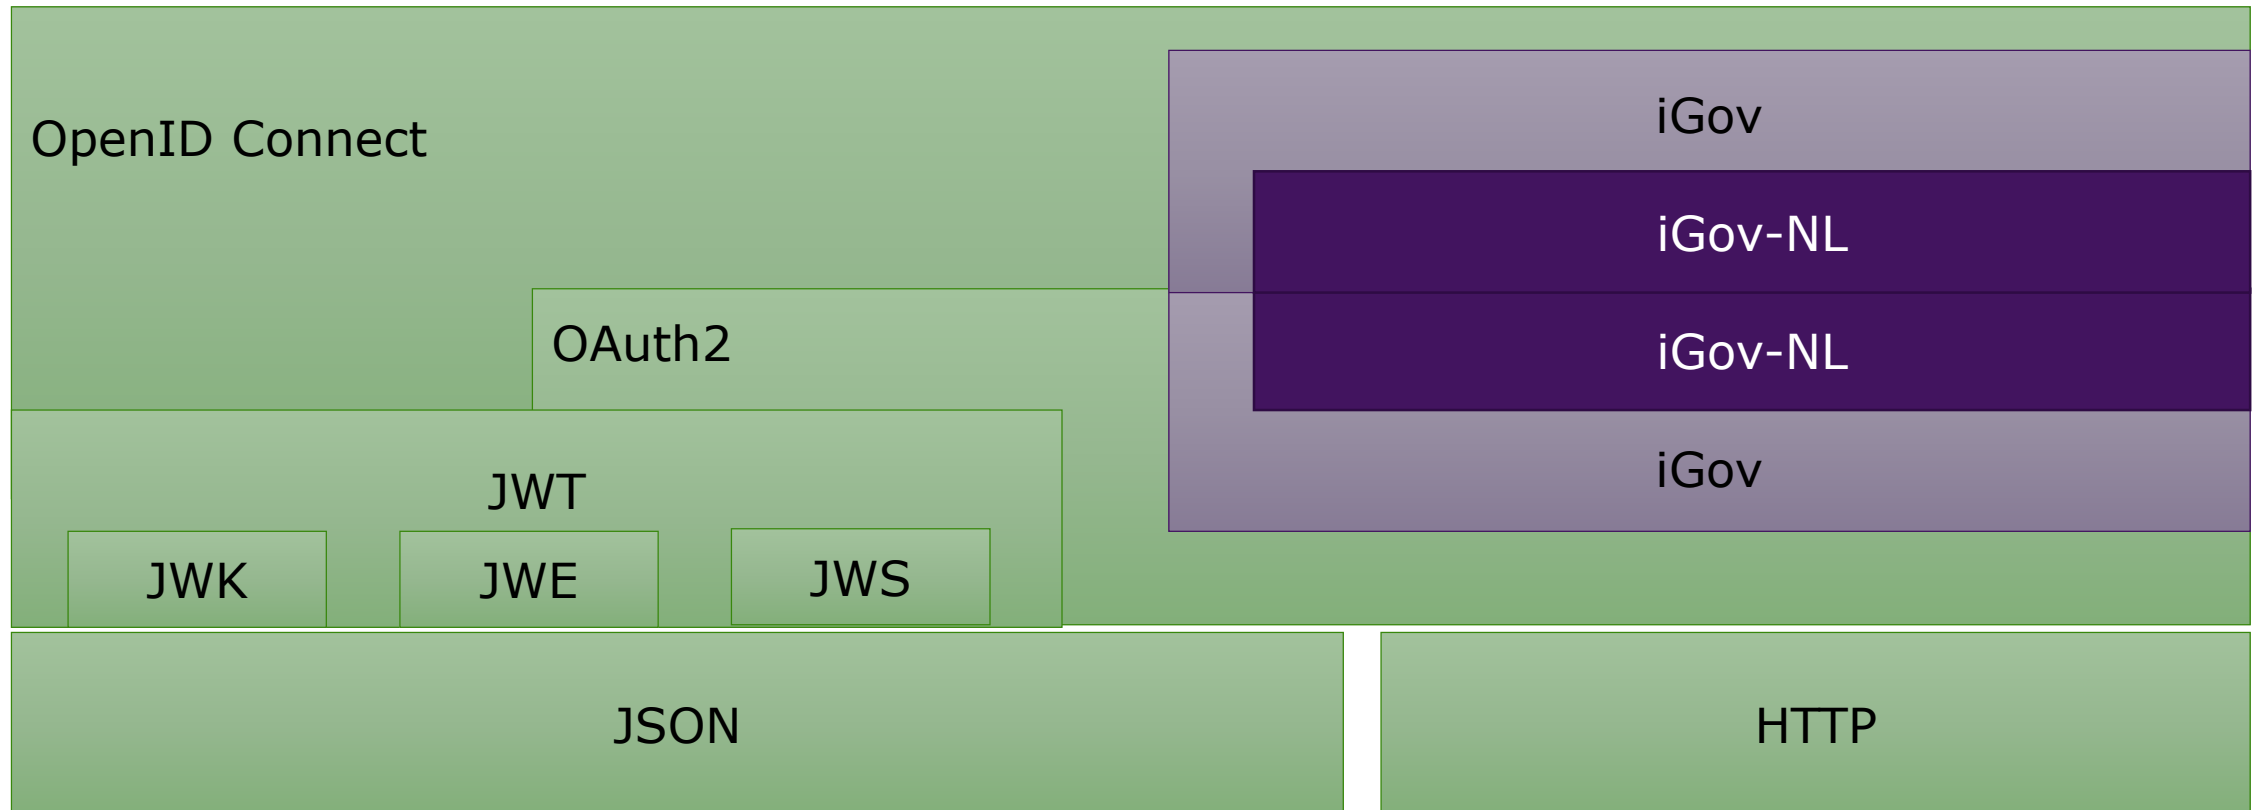 OpenID Connect
iGov
iGov-NL
OAuth2
iGov-NL
iGov
JWT
JWK
JWE
JWS
JSON
HTTP